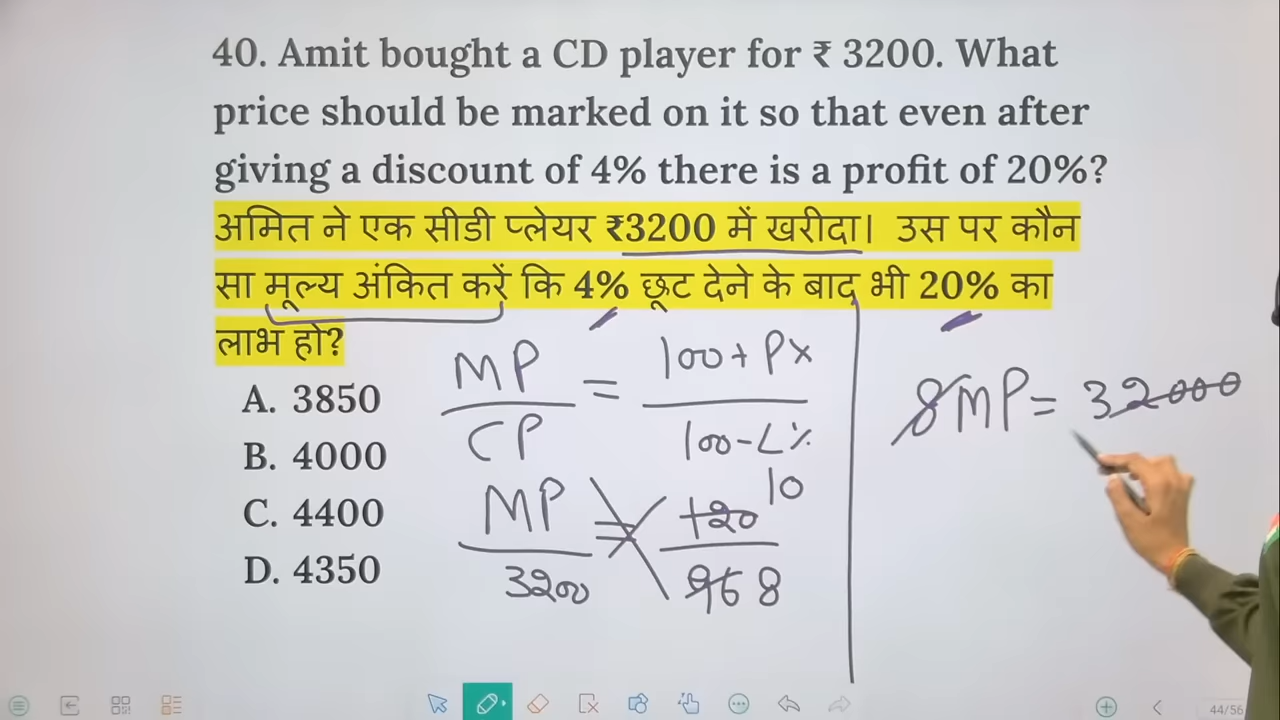 40. Amit bought a CD player for ₹ 3200. What
price should be marked on it so that even after
giving a discount of 4% there is a profit of 20%?
अमित ने एक सीडी प्लेयर ₹3200 में खरीदा। उस पर कौन
सा मूल्य अंकित करें कि 4% छूट देने के बाद भी 20% का
लाभ हो?
A. 3850
B. 4000
C. 4400
D. 4350
MP/CP = 100+P%/100-L%
MP/3200 = 120 10/96 8
8MP= 32000
44/56